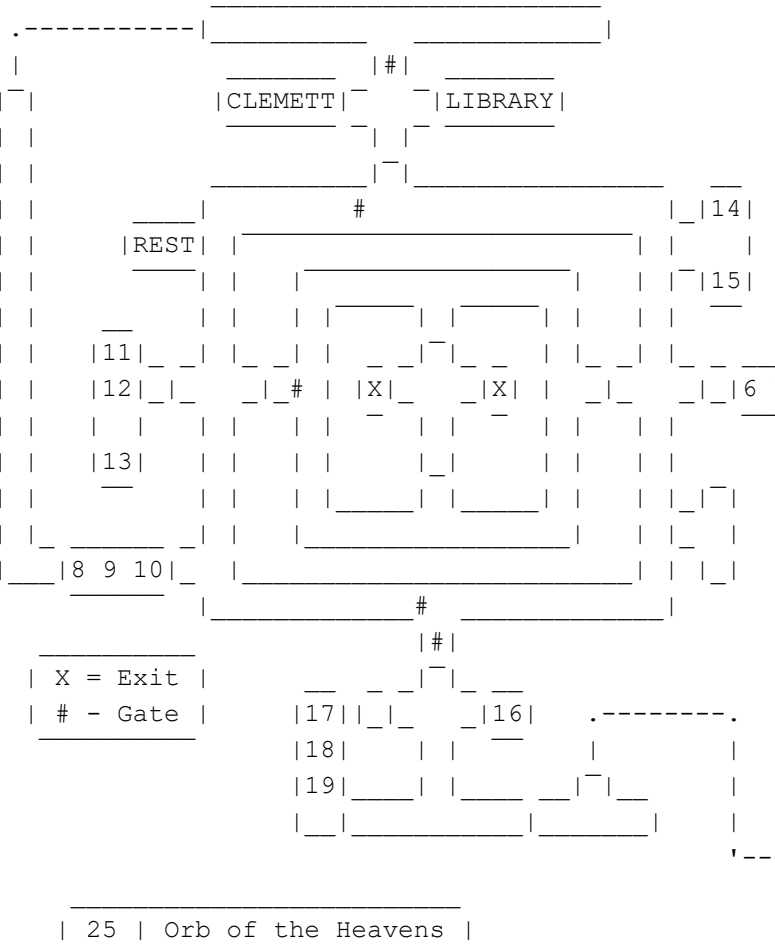 CLEMETT LIBRARY
14
REST
15
11
12 X X 6
13
8 9 10
X = Exit
# - Gate 17 16
18
19
25 | Orb of the Heavens